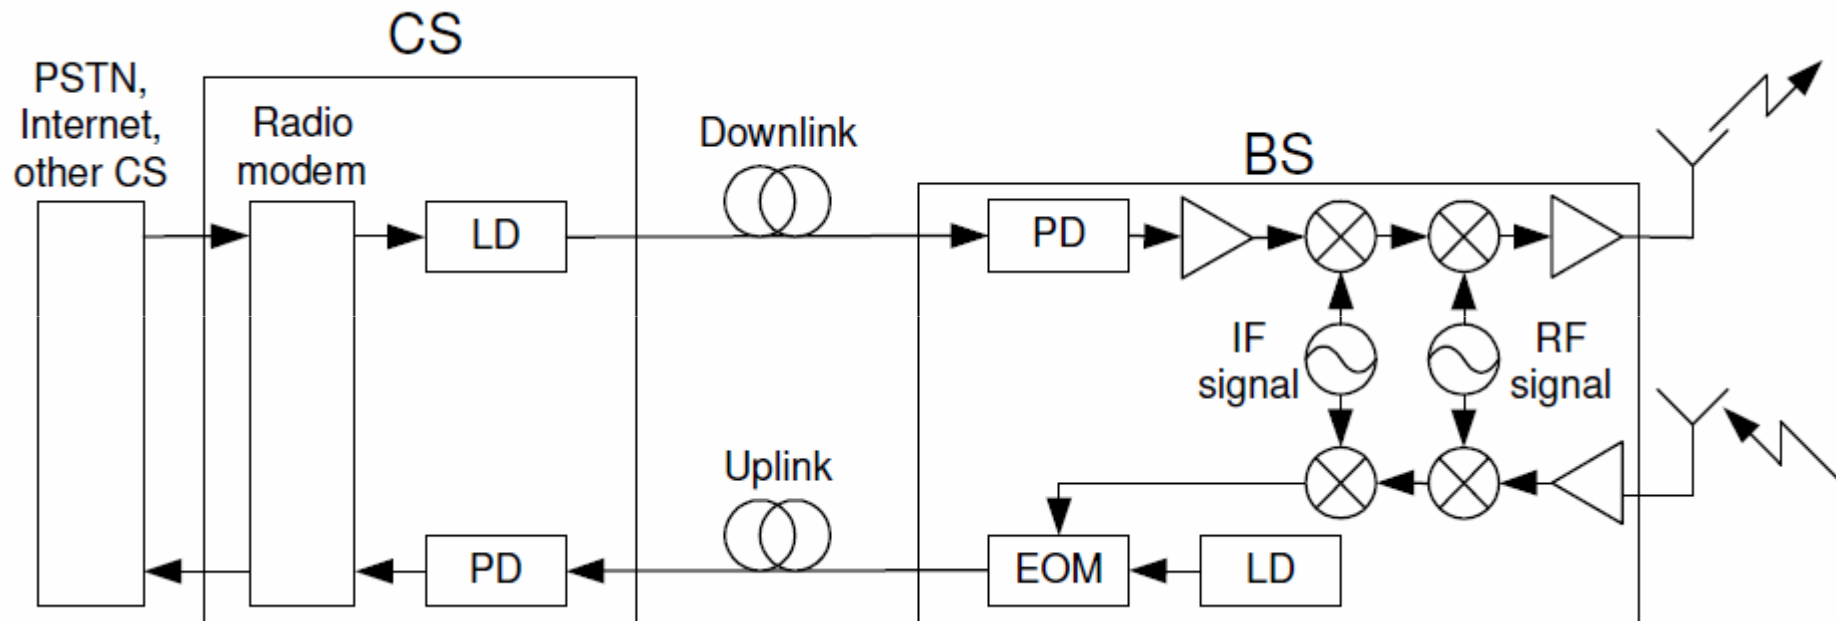 CS
PSTN,
Internet,
other CS
Radio
modem
LD
Downlink
BS
PD
IF
signal
RF
signal
Uplink
PD
EOM
LD